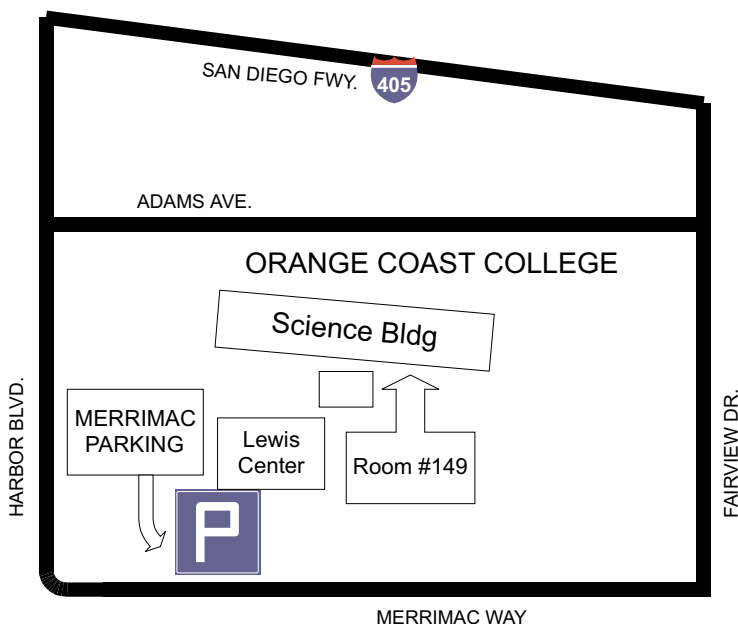 SAN DIEGO FWY.
405
ADAMS AVE.
ORANGE COAST COLLEGE
Science Bldg
HARBOR BLVD.
MERRIMAC
PARKING
Lewis
Center
Room #149
FAIRVIEW DR.
P
MERRIMAC WAY